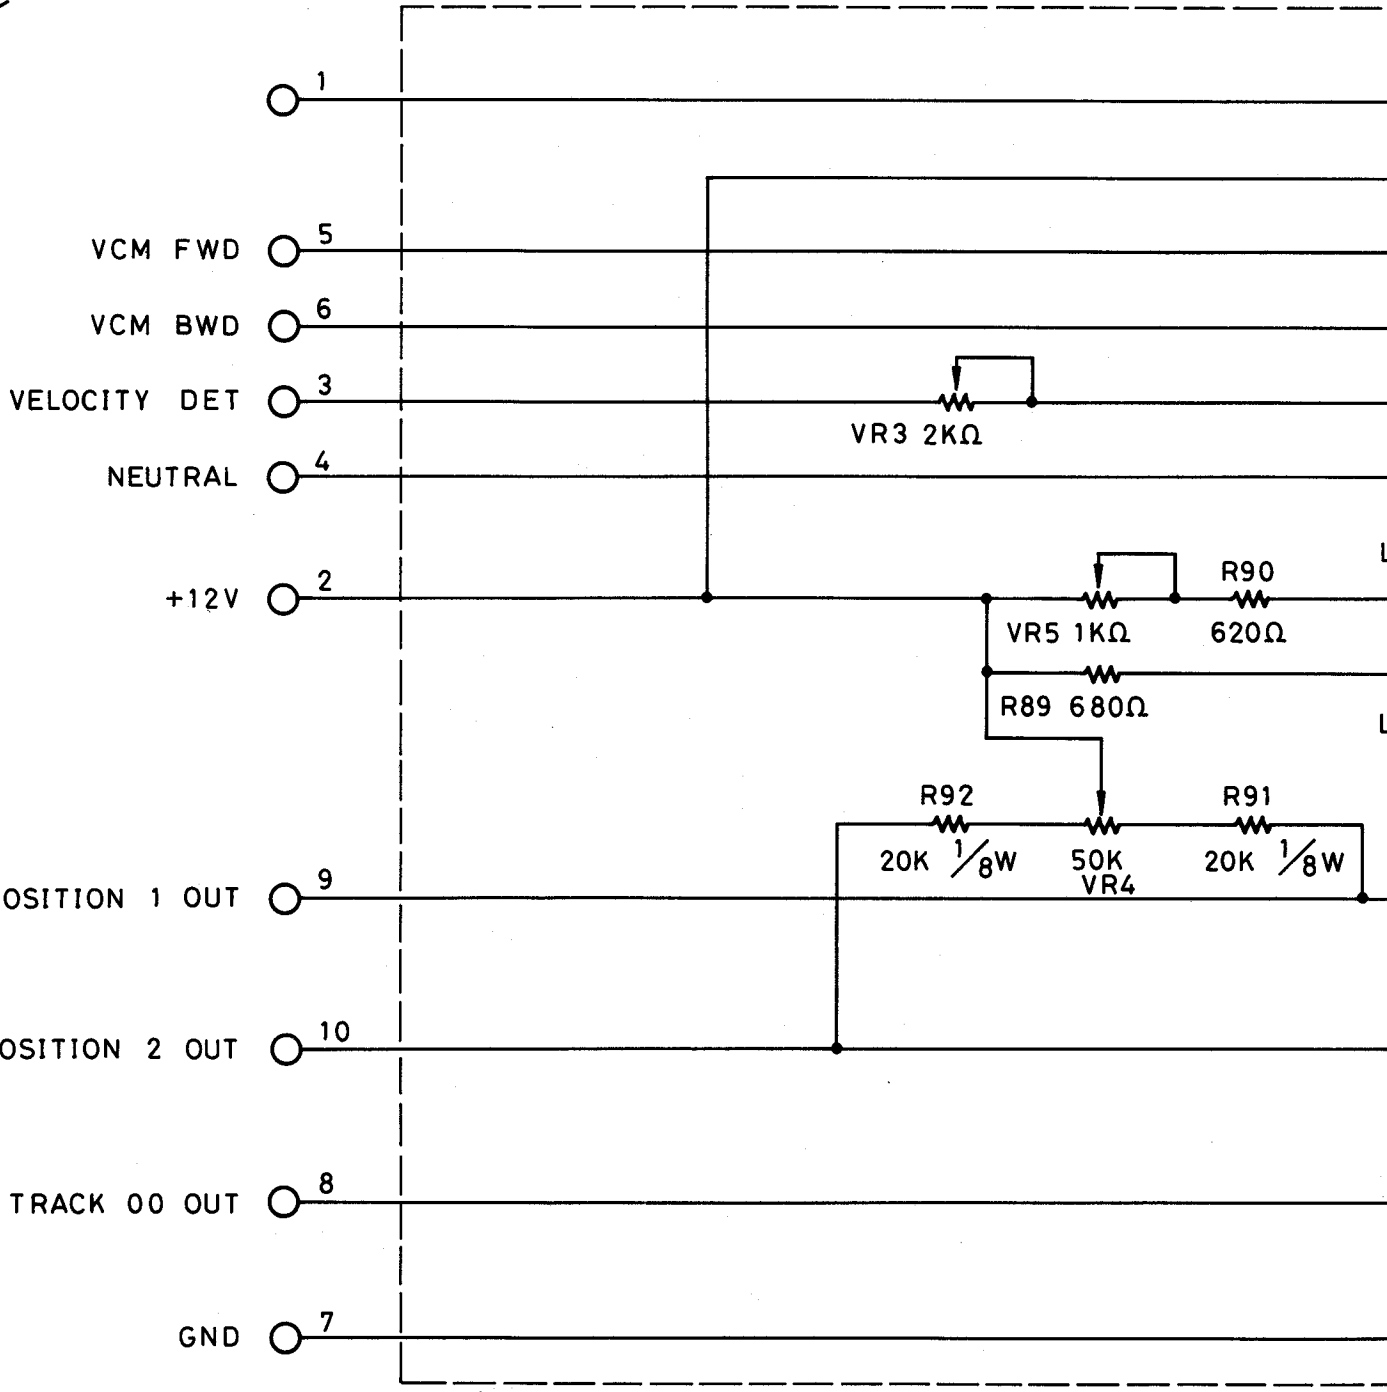 1
VCM FWD 5
VCM BWD 6
VELOCITY DET 3
VR3 2KΩ
NEUTRAL 4
+12V 2
R90
VR5 1KΩ
620Ω
R89 680Ω
R92
R91
20K 1/8W
50K
VR4
20K 1/8W
OSITION 1 OUT 9
OSITION 2 OUT 10
TRACK 00 OUT 8
GND 7